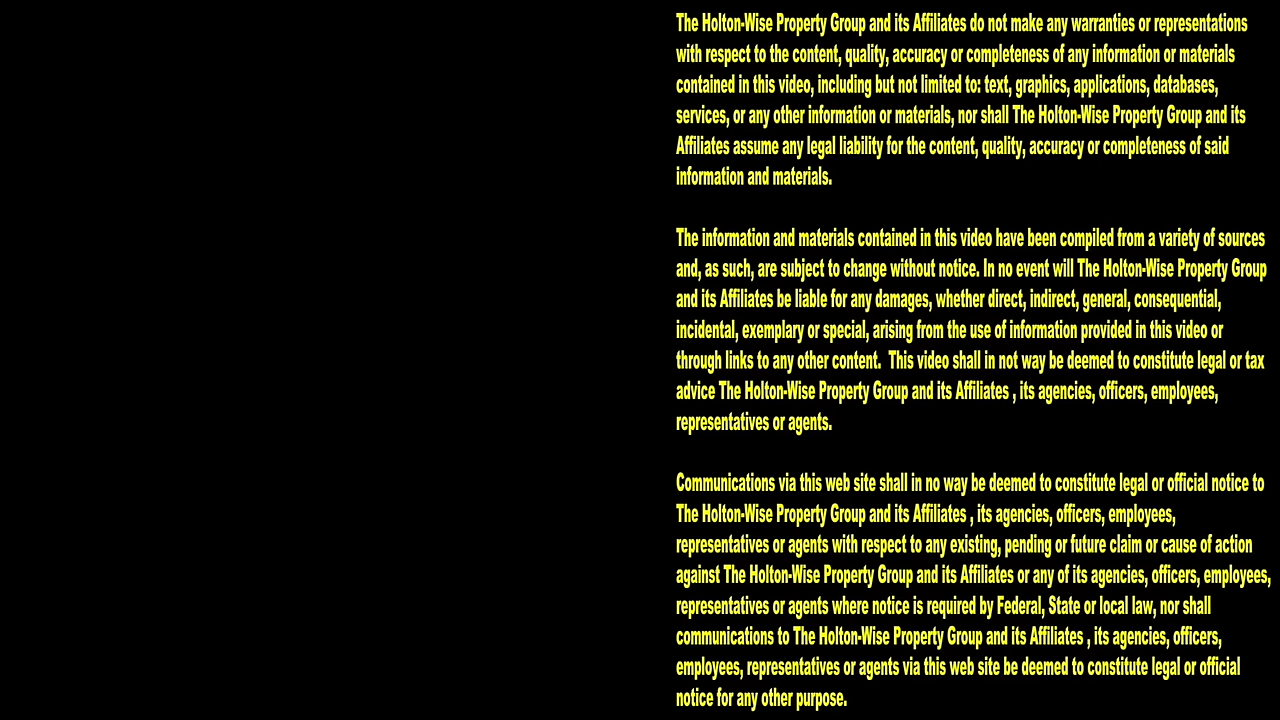 The Holton-Wise Property Group and its Affiliates do not make any warranties or representations
with respect to the content, quality, accuracy or completeness of any information or materials
contained in this video, including but not limited to: text, graphics, applications, databases,
services, or any other information or materials, nor shall The Holton-Wise Property Group and its
Affiliates assume any legal liability for the content, quality, accuracy or completeness of said
information and materials.
The information and materials contained in this video have been compiled from a variety of sources
and, as such, are subject to change without notice. In no event will The Holton-Wise Property Group
and its Affiliates be liable for any damages, whether direct, indirect, general, consequential,
incidental, exemplary or special, arising from the use of information provided in this video or
through links to any other content.  This video shall in not way be deemed to constitute legal or tax
advice The Holton-Wise Property Group and its Affiliates , its agencies, officers, employees,
representatives or agents.
Communications via this web site shall in no way be deemed to constitute legal or official notice to
The Holton-Wise Property Group and its Affiliates , its agencies, officers, employees,
representatives or agents with respect to any existing, pending or future claim or cause of action
against The Holton-Wise Property Group and its Affiliates or any of its agencies, officers, employees,
representatives or agents where notice is required by Federal, State or local law, nor shall
communications to The Holton-Wise Property Group and its Affiliates , its agencies, officers,
employees, representatives or agents via this web site be deemed to constitute legal or official
notice for any other purpose.